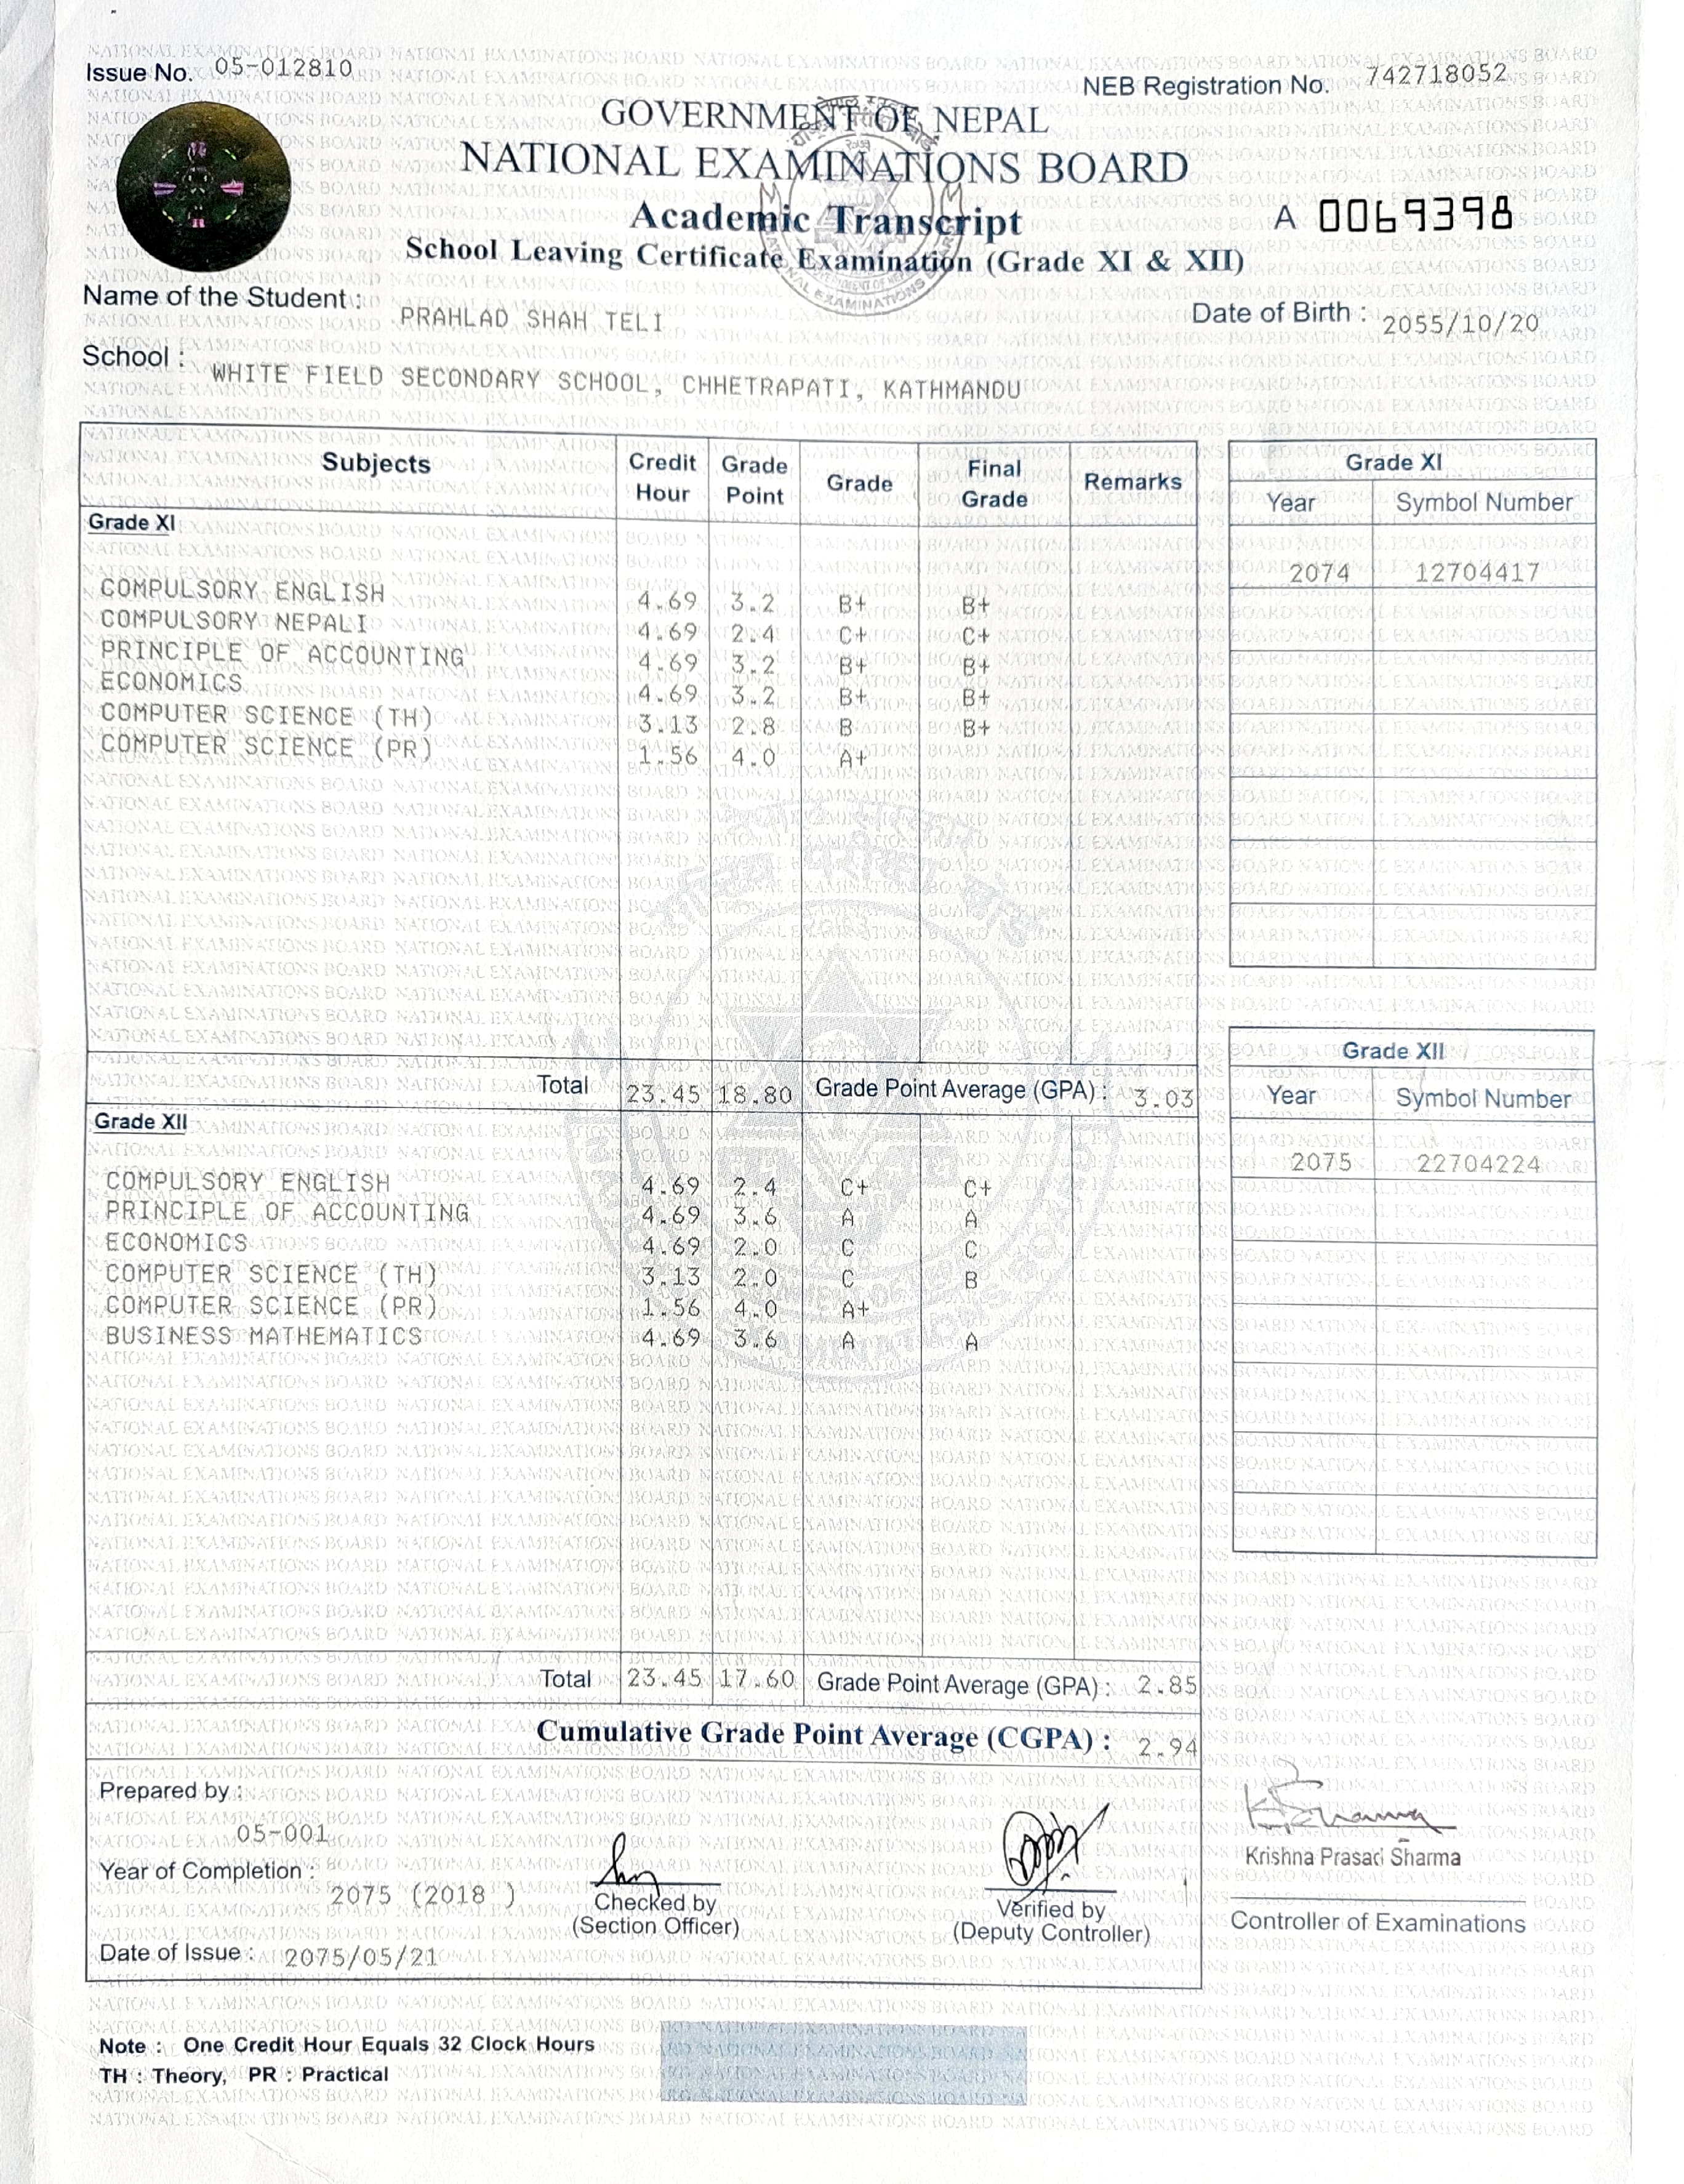 Issue No. 05-012810
NEB Registration No. 742718052
GOVERNMENT OF NEPAL
NATIONAL EXAMINATIONS BOARD
Academic Transcript
A 0069398
School Leaving Certificate Examination (Grade XI & XII)
Name of the Student : PRAHLAD SHAH TELI
Date of Birth : 2055/10/20
School : WHITE FIELD SECONDARY SCHOOL, CHHETRAPATI, KATHMANDU
Subjects Credit Hour Grade Point Grade Final Grade Remarks
Grade XI
COMPULSORY ENGLISH 4.69 3.2 B+ B+
COMPULSORY NEPALI 4.69 2.4 C+ C+
PRINCIPLE OF ACCOUNTING 4.69 3.2 B+ B+
ECONOMICS 4.69 3.2 B+ B+
COMPUTER SCIENCE (TH) 3.13 2.8 B B+
COMPUTER SCIENCE (PR) 1.56 4.0 A+
Total 23.45 18.80 Grade Point Average (GPA) : 3.03
Grade XII
COMPULSORY ENGLISH 4.69 2.4 C+ C+
PRINCIPLE OF ACCOUNTING 4.69 3.6 A A
ECONOMICS 4.69 2.0 C C
COMPUTER SCIENCE (TH) 3.13 2.0 C B
COMPUTER SCIENCE (PR) 1.56 4.0 A+
BUSINESS MATHEMATICS 4.69 3.6 A A
Total 23.45 17.60 Grade Point Average (GPA) : 2.85
Cumulative Grade Point Average (CGPA) : 2.94
Grade XI
Year Symbol Number
2074 12704417
Grade XII
Year Symbol Number
2075 22704224
Prepared by :
05-001
Year of Completion :
2075 (2018 )
Date of Issue : 2075/05/21
Checked by
(Section Officer)
Verified by
(Deputy Controller)
Krishna Prasad Sharma
Controller of Examinations
Note : One Credit Hour Equals 32 Clock Hours
TH : Theory, PR : Practical